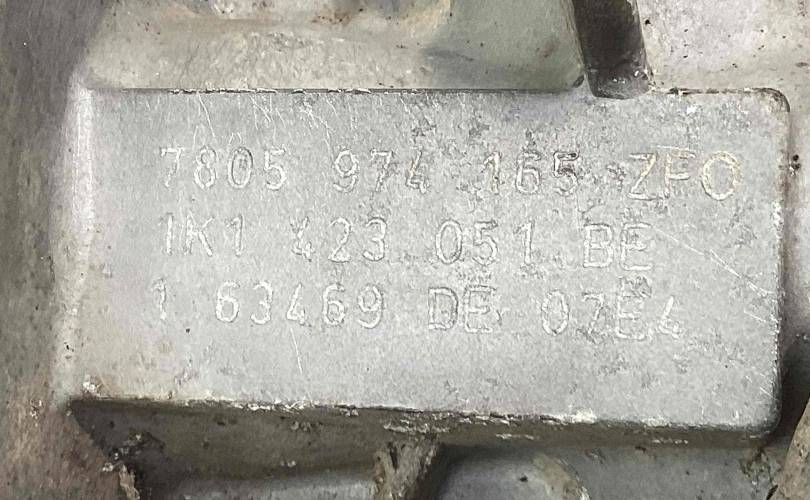 7805 974 165 ZFO
1K1 423 051 BE
1 63469 DE 07E4